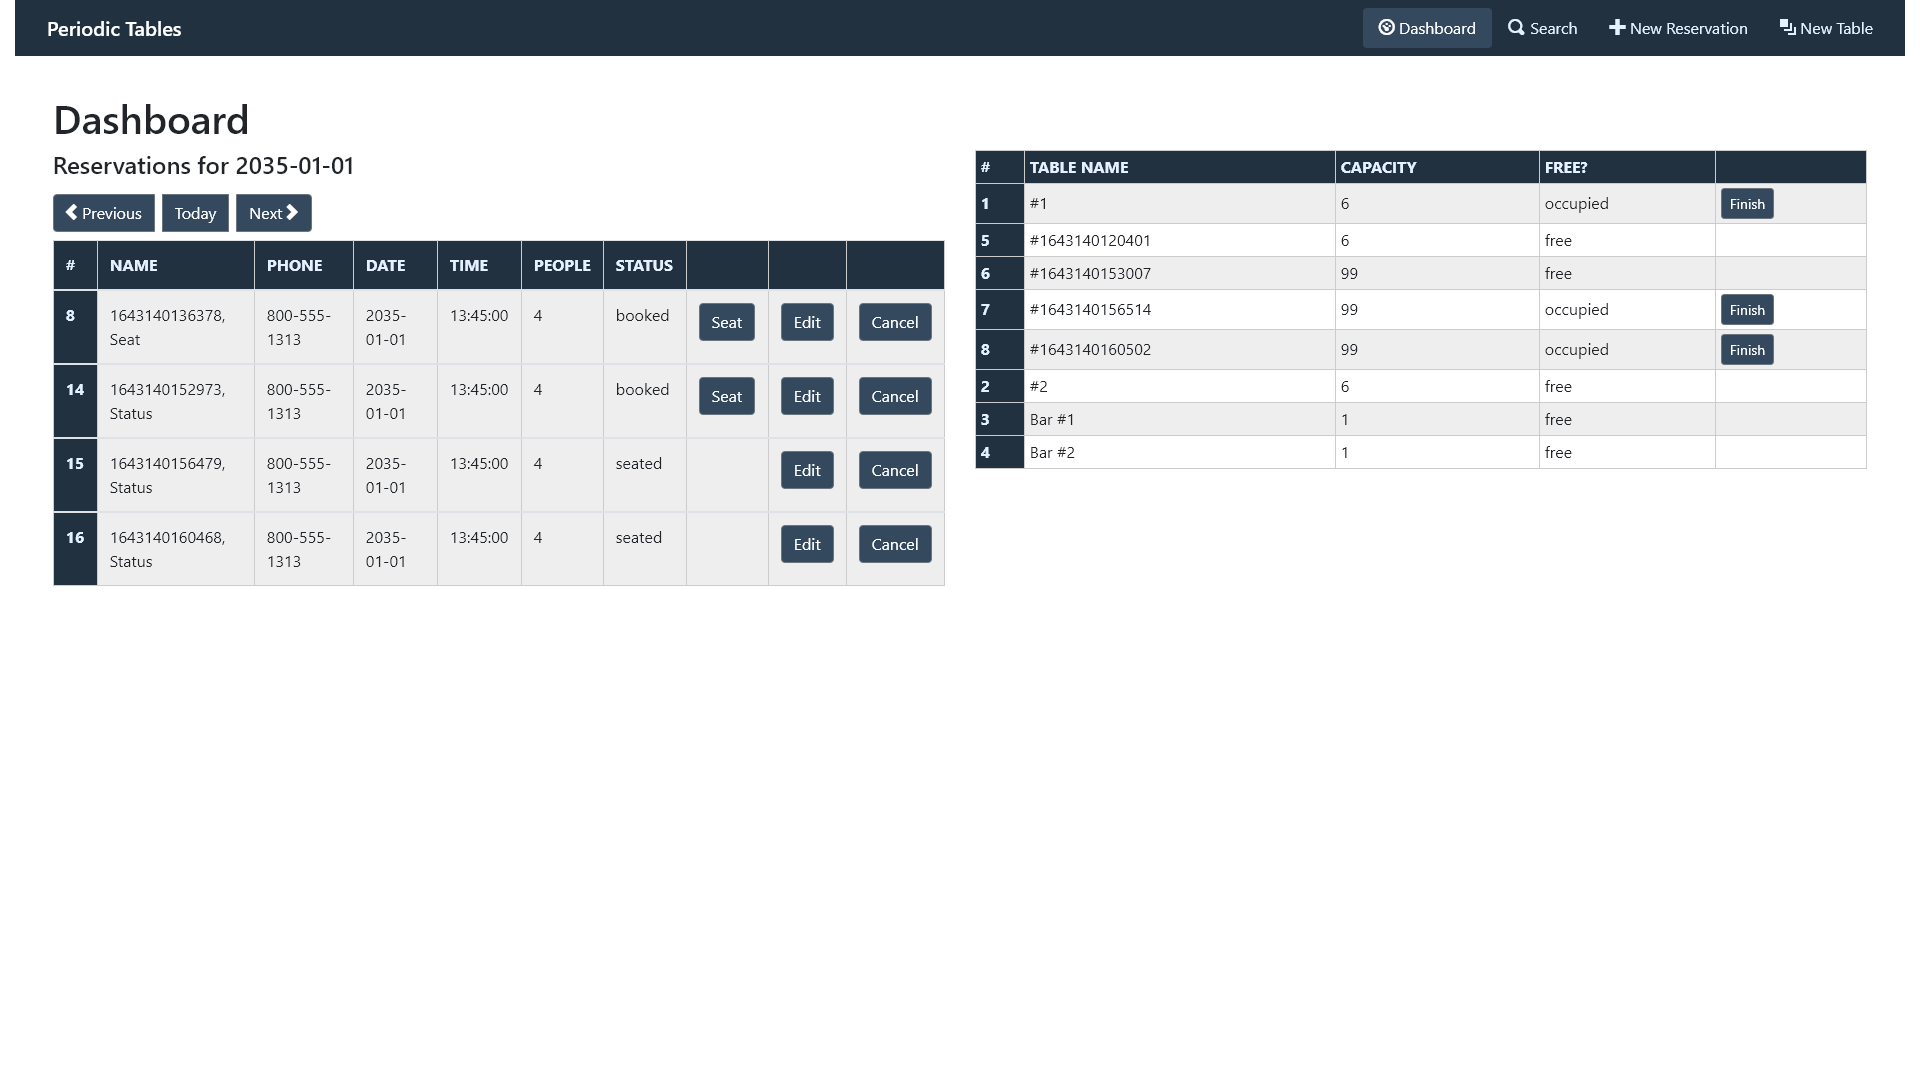 Periodic Tables
Dashboard
Search
New Reservation
New Table
Dashboard
Reservations for 2035-01-01
Previous
Today
Next
# NAME PHONE DATE TIME PEOPLE STATUS
8 1643140136378, 800-555- 2035- 13:45:00 4 booked Seat Edit Cancel
Seat 1313 01-01
14 1643140152973, 800-555- 2035- 13:45:00 4 booked Seat Edit Cancel
Status 1313 01-01
15 1643140156479, 800-555- 2035- 13:45:00 4 seated Edit Cancel
Status 1313 01-01
16 1643140160468, 800-555- 2035- 13:45:00 4 seated Edit Cancel
Status 1313 01-01
# TABLE NAME CAPACITY FREE?
1 #1 6 occupied Finish
5 #1643140120401 6 free
6 #1643140153007 99 free
7 #1643140156514 99 occupied Finish
8 #1643140160502 99 occupied Finish
2 #2 6 free
3 Bar #1 1 free
4 Bar #2 1 free